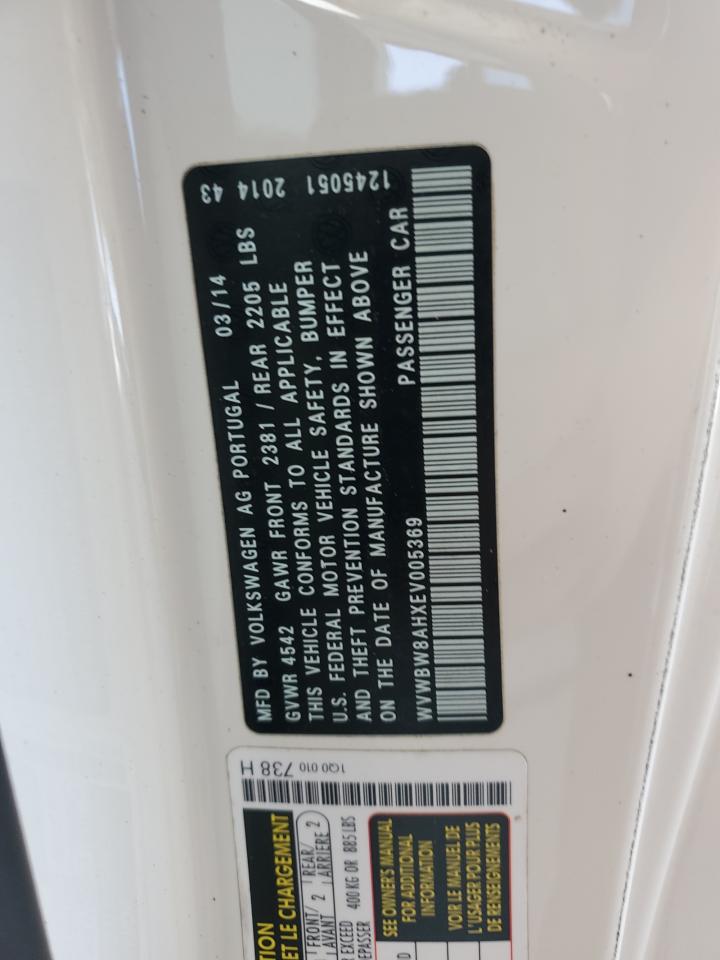 MFD BY VOLKSWAGEN AG PORTUGAL 03/14 2014 43
GVWR 4542 GAWR FRONT 2381 / REAR 2205 LBS
THIS VEHICLE CONFORMS TO ALL APPLICABLE
U.S. FEDERAL MOTOR VEHICLE SAFETY, BUMPER
AND THEFT PREVENTION STANDARDS IN EFFECT
ON THE DATE OF MANUFACTURE SHOWN ABOVE
1245051
PASSENGER CAR
WVWBW8AHXEV005369
1Q0 010 738 H
ET LE CHARGEMENT
FRONT/ AVANT 2
REAR/ ARRIERE 2
EXCEED 400 KG OR 885 LBS
SEE OWNER'S MANUAL
FOR ADDITIONAL
INFORMATION
VOIR LE MANUEL DE
L'USAGER POUR PLUS
DE RENSEIGNEMENTS